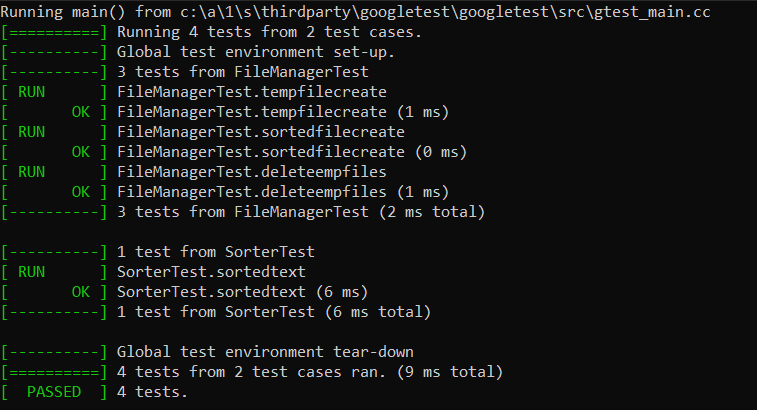 Running main() from c:\a\1\s\thirdparty\googletest\googletest\src\gtest_main.cc
[==========] Running 4 tests from 2 test cases.
[----------] Global test environment set-up.
[----------] 3 tests from FileManagerTest
[ RUN      ] FileManagerTest.tempfilecreate
[       OK ] FileManagerTest.tempfilecreate (1 ms)
[ RUN      ] FileManagerTest.sortedfilecreate
[       OK ] FileManagerTest.sortedfilecreate (0 ms)
[ RUN      ] FileManagerTest.deleteempfiles
[       OK ] FileManagerTest.deleteempfiles (1 ms)
[----------] 3 tests from FileManagerTest (2 ms total)

[----------] 1 test from SorterTest
[ RUN      ] SorterTest.sortedtext
[       OK ] SorterTest.sortedtext (6 ms)
[----------] 1 test from SorterTest (6 ms total)

[----------] Global test environment tear-down
[==========] 4 tests from 2 test cases ran. (9 ms total)
[  PASSED  ] 4 tests.